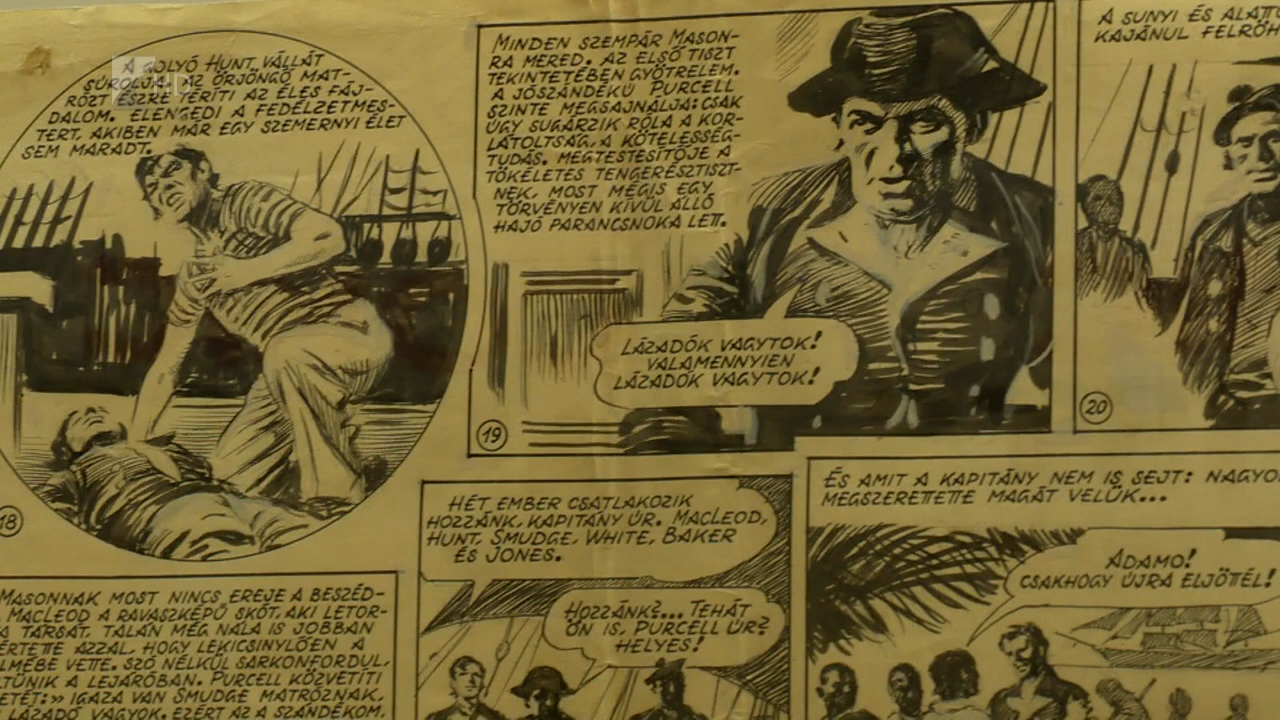 A GOLYÓ HUNT VÁLLÁT
SÚROLJA. AZ ŐRJÖNGŐ MAT-
RÓZT ÉSZRE TÉRÍTI AZ ÉLES FÁJ-
DALOM. ELENGEDI A FEDÉLZETMES-
TERT, AKIBEN MÁR EGY SZEMERNYI ÉLET
SEM MARADT.
18
MINDEN SZEMPÁR MASON-
RA MERED. AZ ELSŐ TISZT
TEKINTETÉBEN GYÖTRELEM.
A JÓSZÁNDÉKÚ PURCELL
SZINTE MEGSAJNÁLJA: CSAK
ÚGY SUGÁRZIK RÓLA A KOR-
LÁTOLTSÁG, A KÖTELESSÉG-
TUDÁS. MEGTESTESÍTŐJE A
TÖKÉLETES TENGERÉSZTISZT-
NEK, MOST MÉGIS EGY
TÖRVÉNYEN KÍVÜL ÁLLÓ
HAJÓ PARANCSNOKA LETT.
LÁZADÓK VAGYTOK!
VALAMENNYIEN
LÁZADÓK VAGYTOK!
19
A SUNYI ÉS
KAJÁNUL
20
MASONNAK MOST NINCS EREJE A BESZÉD-
MACLEOD A RAVASZKÉPŰ SKÓT, AKI LETOR-
A TÁRSÁT, TALÁN MÉG NÁLA IS JOBBAN
AZZAL, HOGY LEKICSINYLŐEN A
VETTE. SZÓ NÉLKÜL SARKONFORDUL,
A LEJÁRÓBAN. PURCELL KÖZVETÍTI
» IGAZA VAN SMUDGE MATRÓZNAK,
LÁZADÓ VAGYOK. EZÉRT AZ A SZÁNDÉKOM,
HÉT EMBER CSATLAKOZIK
HOZZÁNK, KAPITÁNY ÚR. MACLEOD,
HUNT, SMUDGE, WHITE, BAKER
ÉS JONES.
HOZZÁNK?... TEHÁT
ÖN IS, PURCELL ÚR?
HELYES!
ÉS AMIT A KAPITÁNY NEM IS SEJT: NAGYO
MEGSZERETTETTE MAGÁT VELÜK...
ADAMO!
CSAKHOGY ÚJRA ELJÖTTÉL!